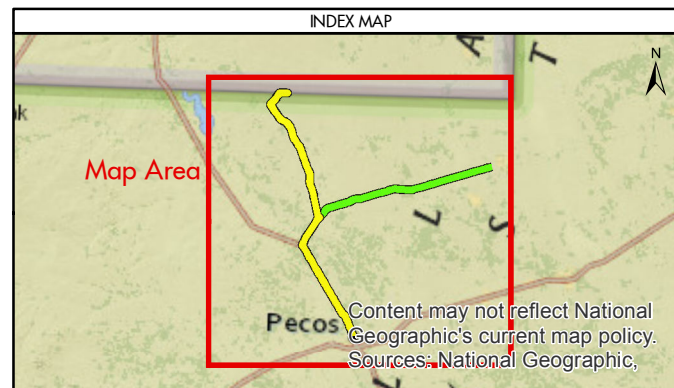 INDEX MAP
A
T
N
k
Map Area
L
S
Pecos
Content may not reflect National
Geographic's current map policy.
Sources: National Geographic,
L